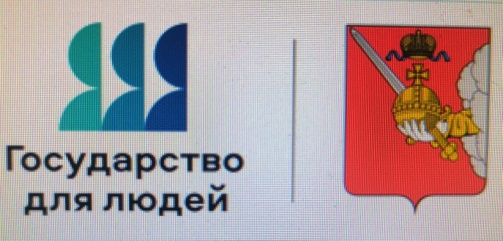 Государство
для людей